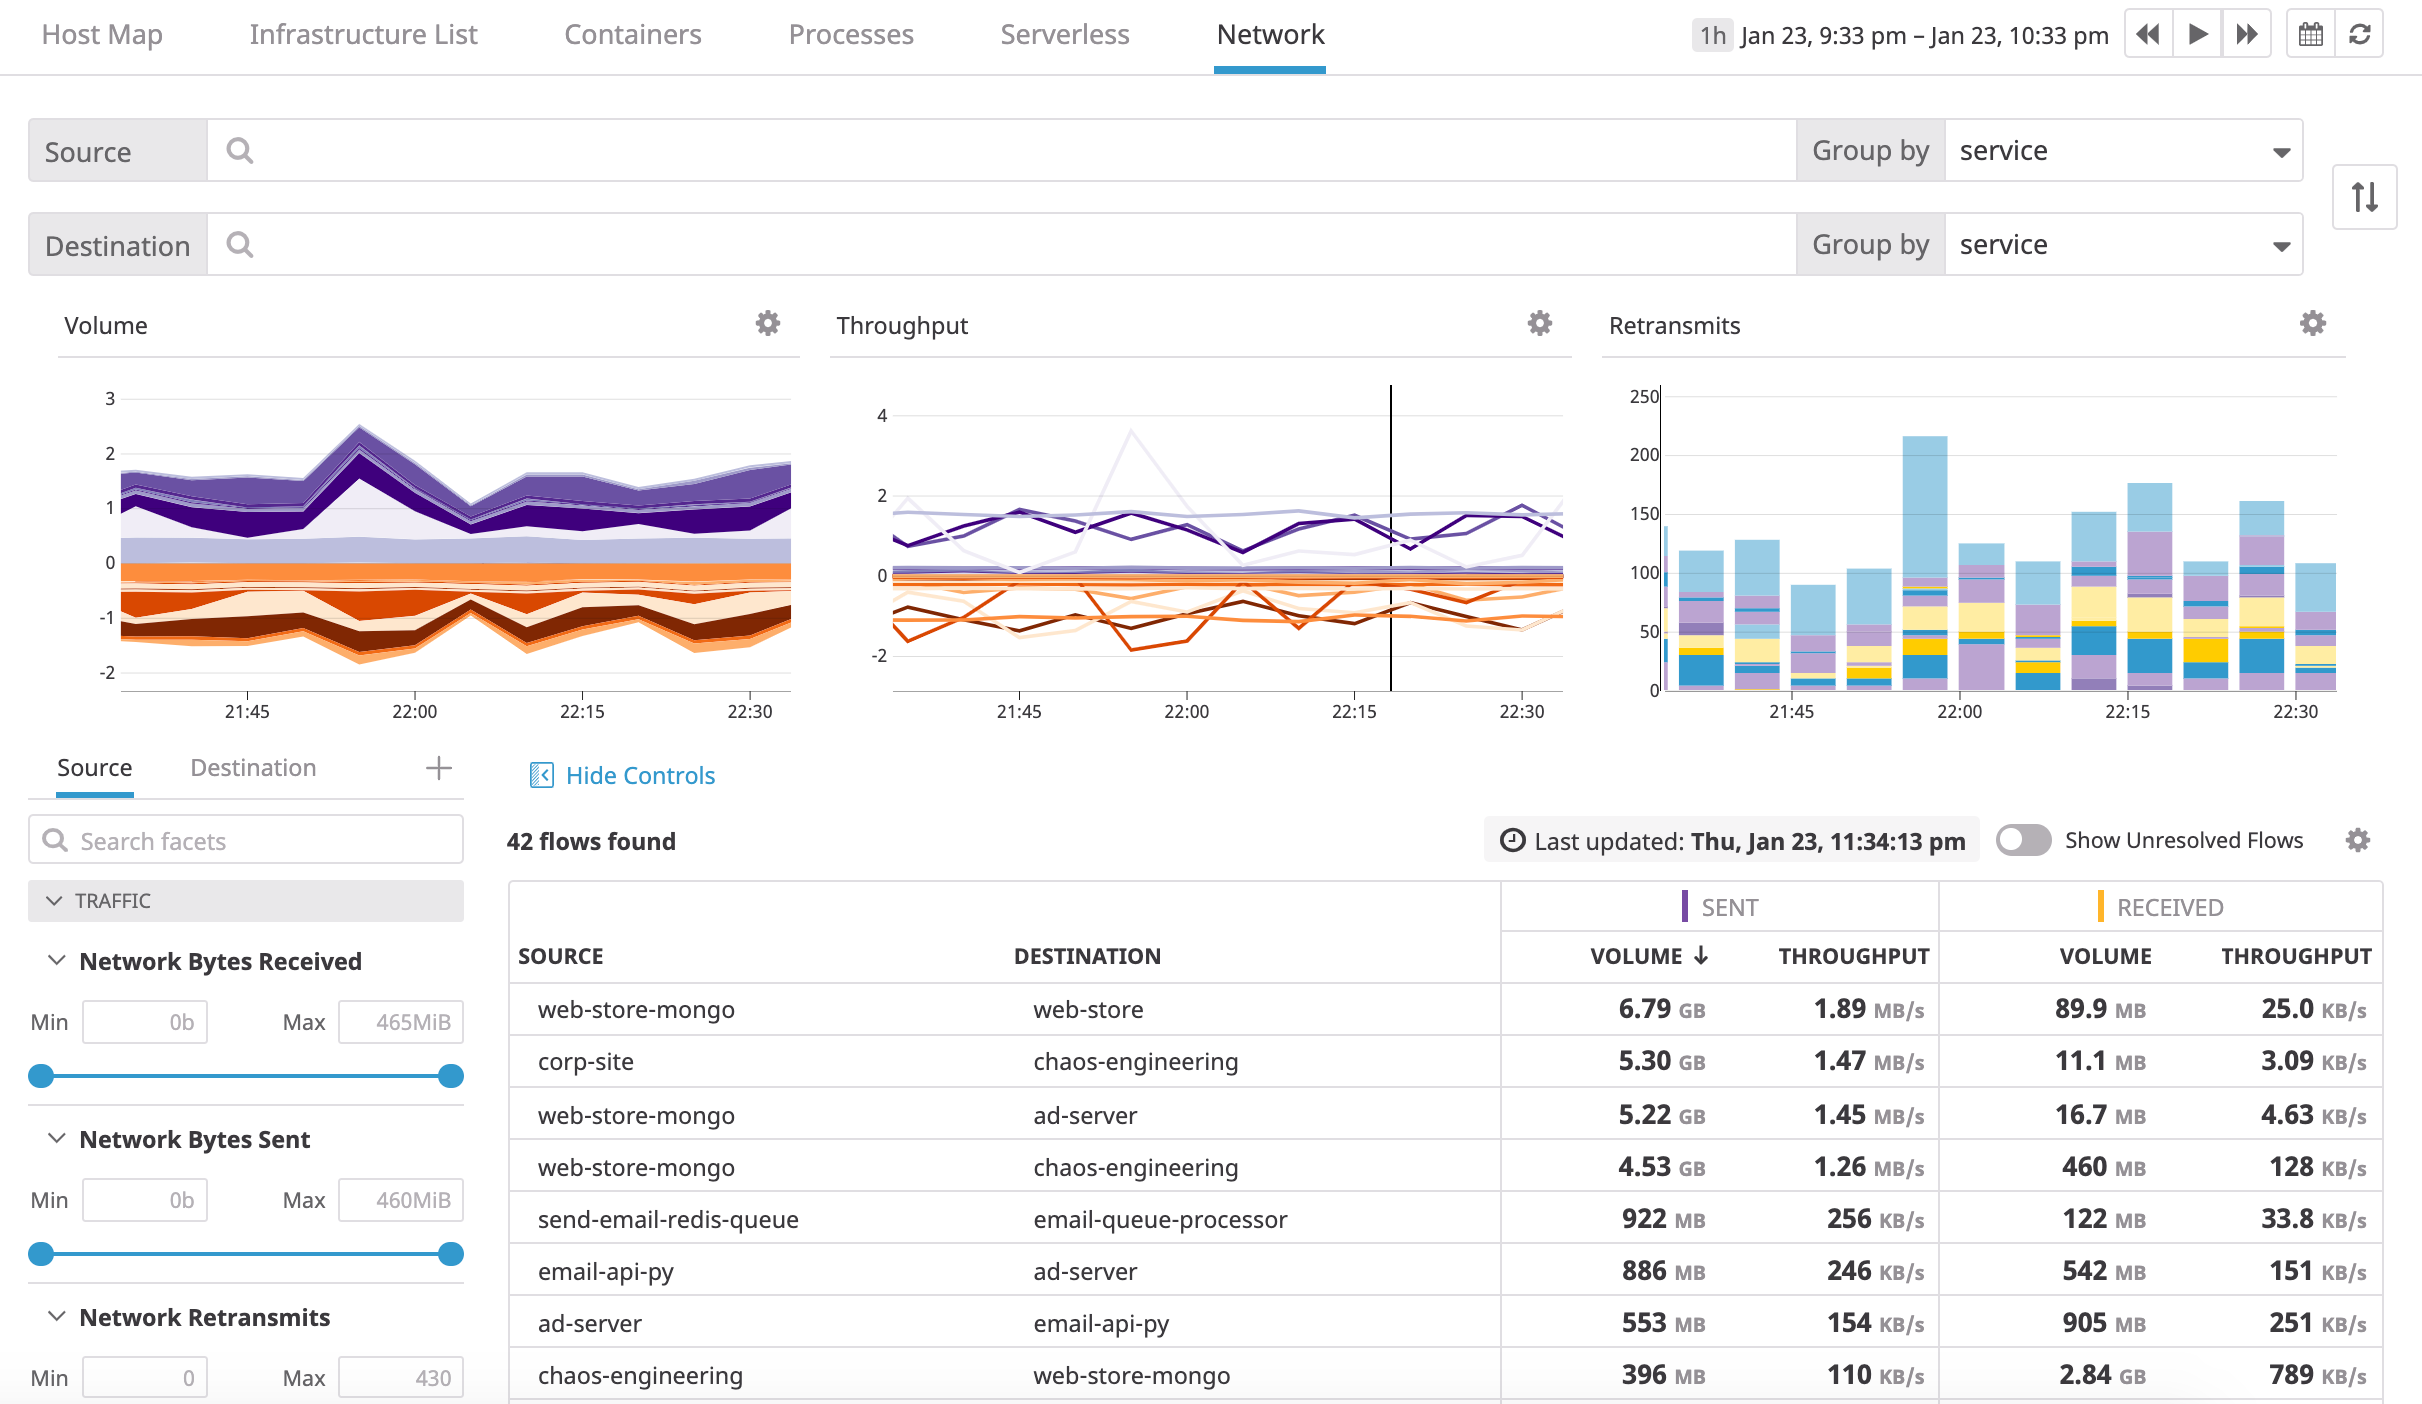 Host Map Infrastructure List Containers Processes Serverless Network 1h Jan 23, 9:33 pm – Jan 23, 10:33 pm
Source Group by service
Destination Group by service
Volume Throughput Retransmits
3
2
1
0
-1
-2
21:45 22:00 22:15 22:30
4
2
0
-2
21:45 22:00 22:15 22:30
250
200
150
100
50
0
21:45 22:00 22:15 22:30
Source Destination
Search facets
TRAFFIC
Network Bytes Received
Min 0b Max 465MiB
Network Bytes Sent
Min 0b Max 460MiB
Network Retransmits
Min 0 Max 430
Hide Controls
42 flows found Last updated: Thu, Jan 23, 11:34:13 pm Show Unresolved Flows
SENT RECEIVED
SOURCE DESTINATION VOLUME THROUGHPUT VOLUME THROUGHPUT
web-store-mongo web-store 6.79 GB 1.89 MB/s 89.9 MB 25.0 KB/s
corp-site chaos-engineering 5.30 GB 1.47 MB/s 11.1 MB 3.09 KB/s
web-store-mongo ad-server 5.22 GB 1.45 MB/s 16.7 MB 4.63 KB/s
web-store-mongo chaos-engineering 4.53 GB 1.26 MB/s 460 MB 128 KB/s
send-email-redis-queue email-queue-processor 922 MB 256 KB/s 122 MB 33.8 KB/s
email-api-py ad-server 886 MB 246 KB/s 542 MB 151 KB/s
ad-server email-api-py 553 MB 154 KB/s 905 MB 251 KB/s
chaos-engineering web-store-mongo 396 MB 110 KB/s 2.84 GB 789 KB/s